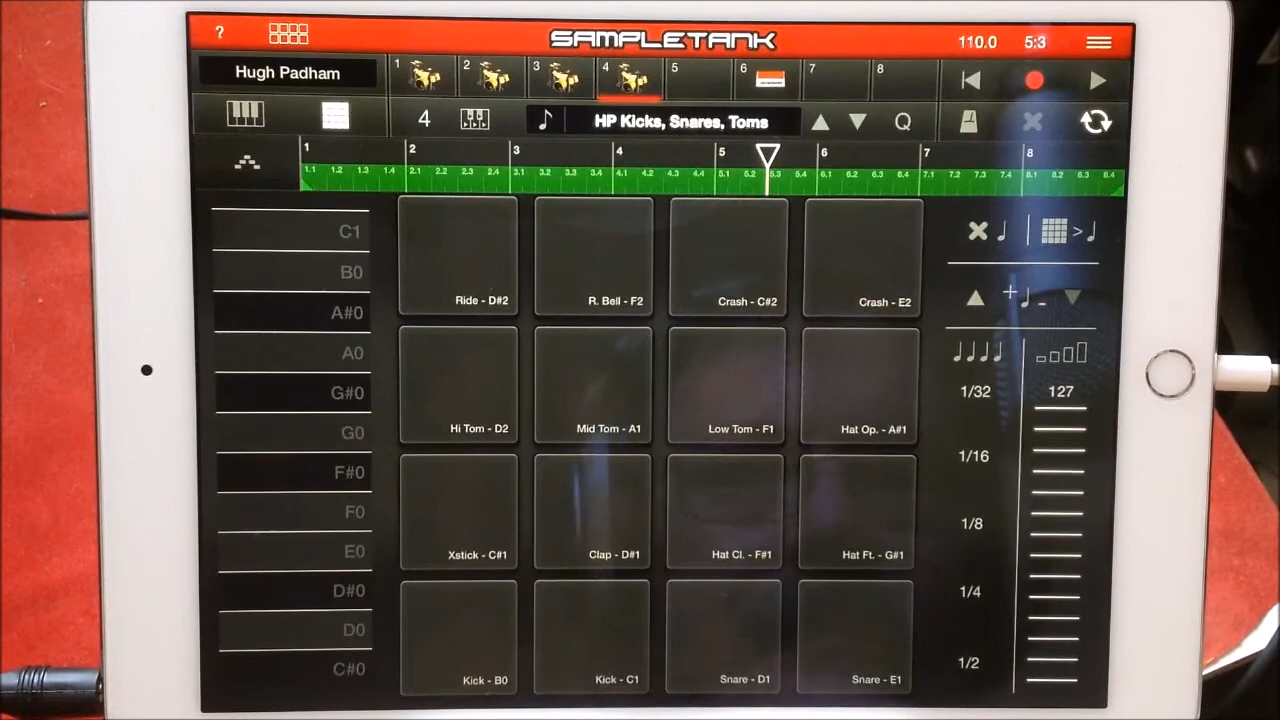 ? SAMPLETANK 110.0 5:3
Hugh Padham 1 2 3 4 5 6 7 8
4 HP Kicks, Snares, Toms Q
1 2 3 4 5 6 7 8
1.1 1.2 1.3 1.4 2.1 2.2 2.3 2.4 3.1 3.2 3.3 3.4 4.1 4.2 4.3 4.4 5.1 5.2 5.3 5.4 6.1 6.2 6.3 6.4 7.1 7.2 7.3 7.4 8.1 8.2 8.3 8.4
C1
B0
A#0
A0
G#0
G0
F#0
F0
E0
D#0
D0
C#0
Ride - D#2 R. Bell - F2 Crash - C#2 Crash - E2
Hi Tom - D2 Mid Tom - A1 Low Tom - F1 Hat Op. - A#1
Xstick - C#1 Clap - D#1 Hat Cl. - F#1 Hat Ft. - G#1
Kick - B0 Kick - C1 Snare - D1 Snare - E1
>
+ -
1/32 127
1/16
1/8
1/4
1/2